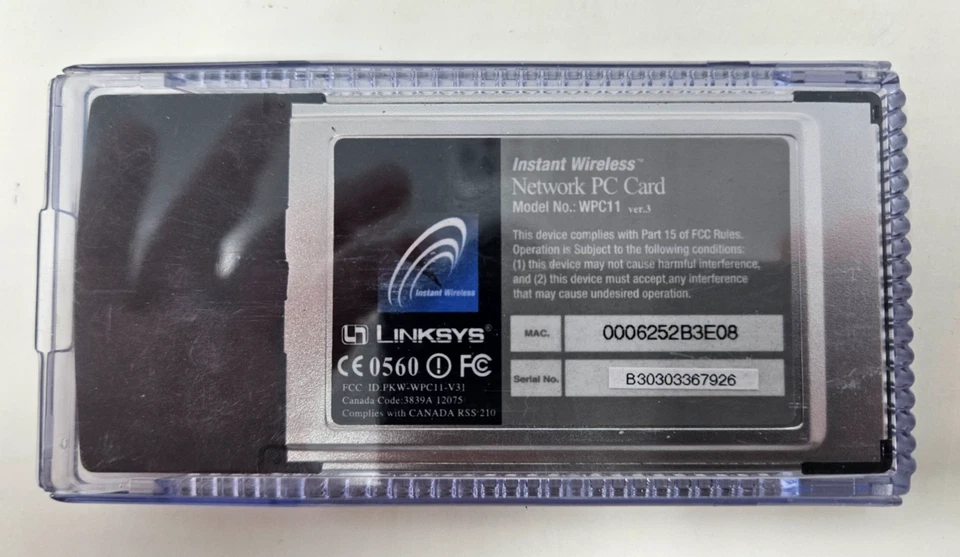 Instant Wireless™
Network PC Card
Model No.: WPC11 ver.3
This device complies with Part 15 of FCC Rules.
Operation is Subject to the following conditions:
(1) this device may not cause harmful interference,
and (2) this device must accept any interference
that may cause undesired operation.
Instant Wireless
LINKSYS®
CE 0560 FC
FCC ID:PKW-WPC11-V31
Canada Code:3839A 12075
Complies with CANADA RSS 210
MAC. 0006252B3E08
Serial No. B30303367926